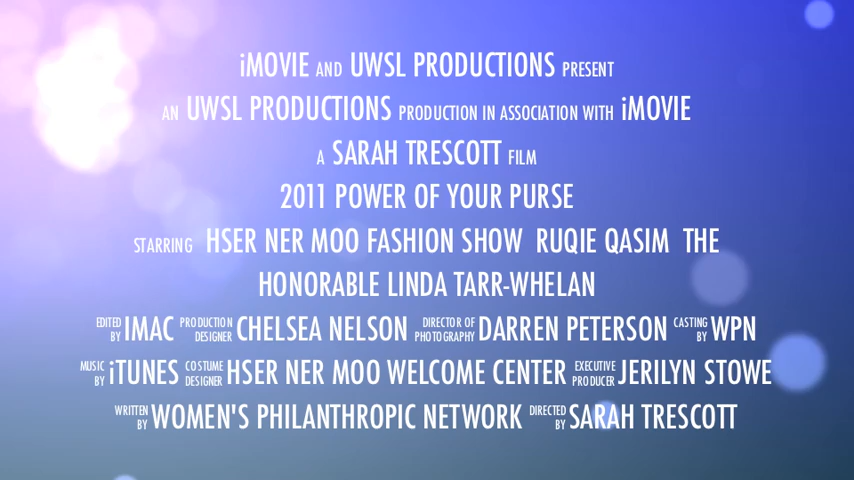 iMOVIE AND UWSL PRODUCTIONS PRESENT
AN UWSL PRODUCTIONS PRODUCTION IN ASSOCIATION WITH iMOVIE
A SARAH TRESCOTT FILM
2011 POWER OF YOUR PURSE
STARRING HSER NER MOO FASHION SHOW RUQIE QASIM THE
HONORABLE LINDA TARR-WHELAN
EDITED BY IMAC PRODUCTION DESIGNER CHELSEA NELSON DIRECTOR OF PHOTOGRAPHY DARREN PETERSON CASTING BY WPN
MUSIC BY iTUNES COSTUME DESIGNER HSER NER MOO WELCOME CENTER EXECUTIVE PRODUCER JERILYN STOWE
WRITTEN BY WOMEN'S PHILANTHROPIC NETWORK DIRECTED BY SARAH TRESCOTT